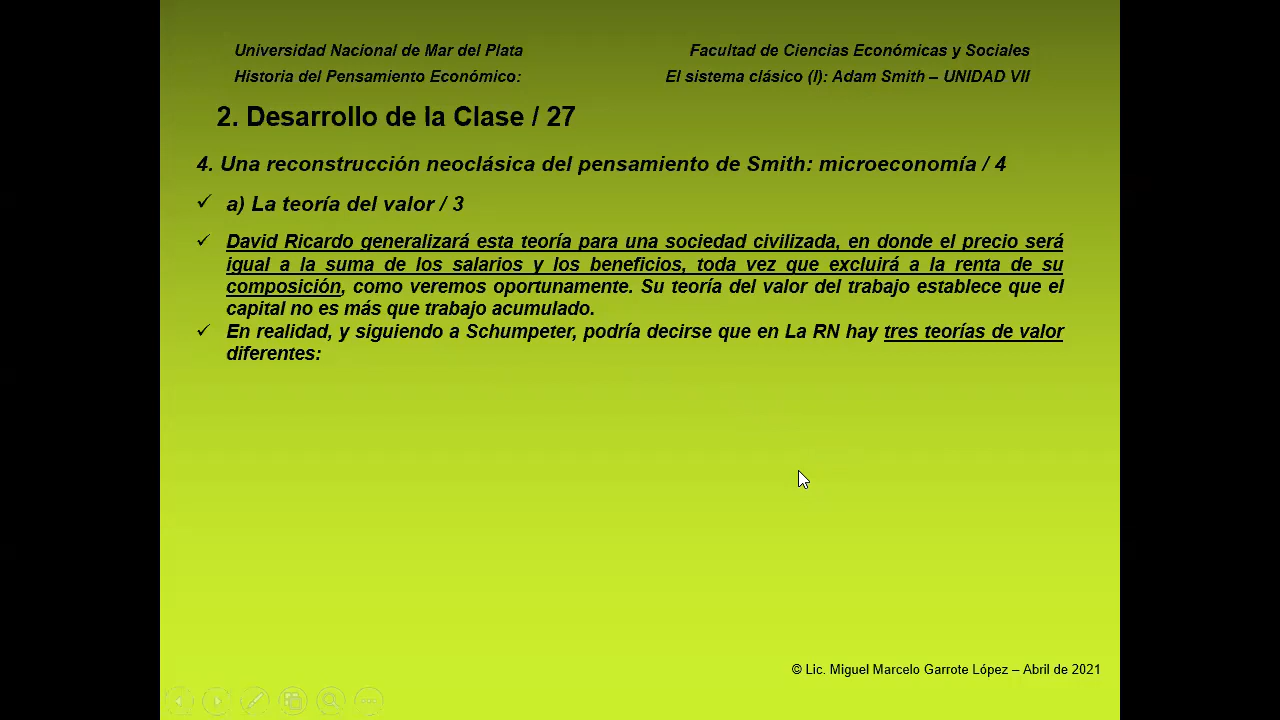 Universidad Nacional de Mar del Plata Facultad de Ciencias Económicas y Sociales
Historia del Pensamiento Económico: El sistema clásico (I): Adam Smith – UNIDAD VII
2. Desarrollo de la Clase / 27
4. Una reconstrucción neoclásica del pensamiento de Smith: microeconomía / 4
✓ a) La teoría del valor / 3
✓ David Ricardo generalizará esta teoría para una sociedad civilizada, en donde el precio será
igual a la suma de los salarios y los beneficios, toda vez que excluirá a la renta de su
composición, como veremos oportunamente. Su teoría del valor del trabajo establece que el
capital no es más que trabajo acumulado.
✓ En realidad, y siguiendo a Schumpeter, podría decirse que en La RN hay tres teorías de valor
diferentes:
© Lic. Miguel Marcelo Garrote López – Abril de 2021